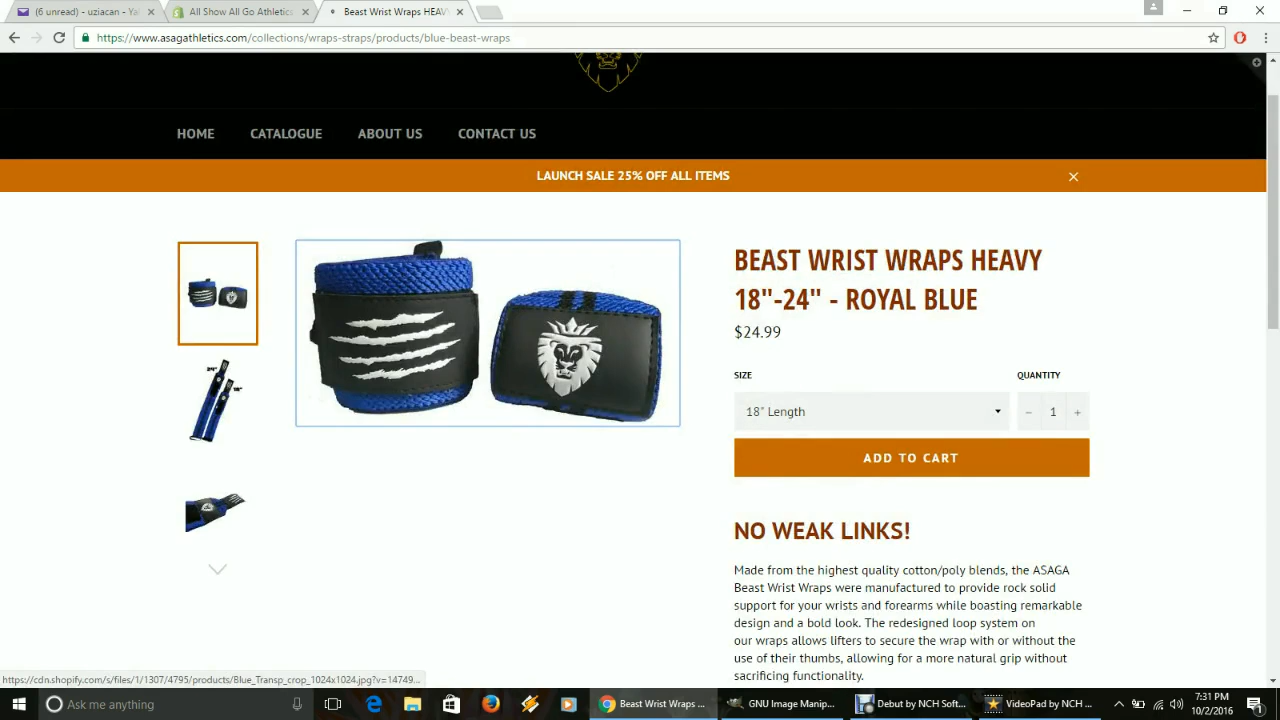 (6 unread) - uziacan - Ya
All Show All Go Athletics
Beast Wrist Wraps HEAV
https://www.asagathletics.com/collections/wraps-straps/products/blue-beast-wraps
HOME CATALOGUE ABOUT US CONTACT US
LAUNCH SALE 25% OFF ALL ITEMS
BEAST WRIST WRAPS HEAVY
18"-24" - ROYAL BLUE
$24.99
SIZE QUANTITY
18" Length
1
24"
18"
ADD TO CART
NO WEAK LINKS!
Made from the highest quality cotton/poly blends, the ASAGA
Beast Wrist Wraps were manufactured to provide rock solid
support for your wrists and forearms while boasting remarkable
design and a bold look. The redesigned loop system on
our wraps allows lifters to secure the wrap with or without the
use of their thumbs, allowing for a more natural grip without
sacrificing functionality.
https://cdn.shopify.com/s/files/1/1307/4795/products/Blue_Transp_crop_1024x1024.jpg?v=14749...
Ask me anything
Beast Wrist Wraps ...
GNU Image Manip...
Debut by NCH Soft...
VideoPad by NCH ...
7:31 PM
10/2/2016